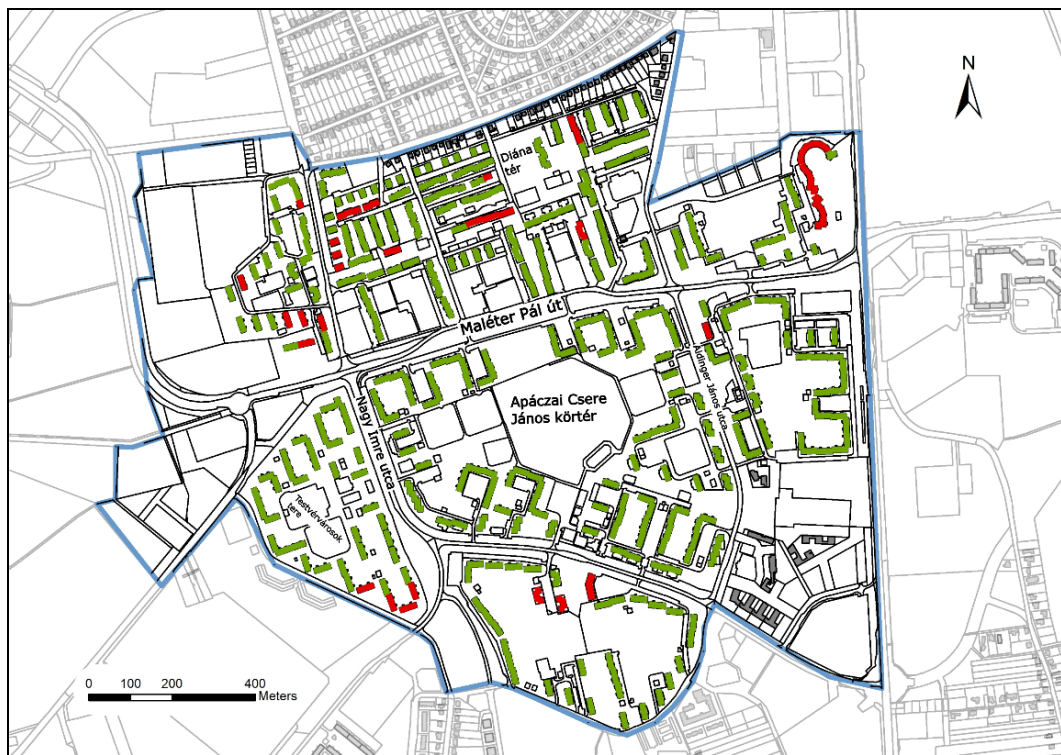 N
Diána
tér
Maléter Pál út
Aidinger János utca
Apáczai Csere
János körtér
Nagy Imre utca
Testvérvárosok
tere
0 100 200 400
Meters